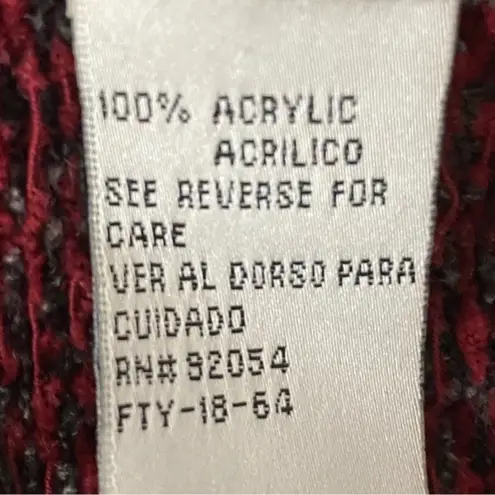 100% ACRYLIC
ACRILICO
SEE REVERSE FOR
CARE
VER AL DORSO PARA
CUIDADO
RN# 92054
FTY-18-64